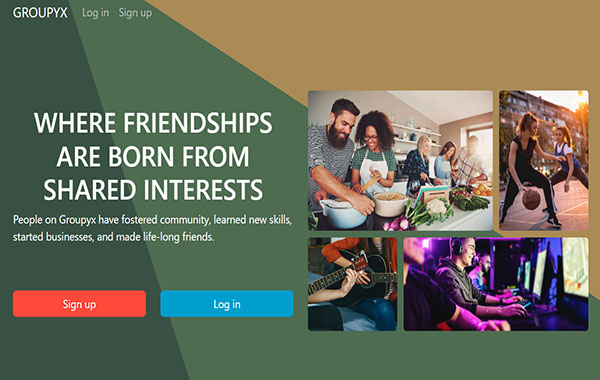 GROUPYX Log in Sign up
WHERE FRIENDSHIPS
ARE BORN FROM
SHARED INTERESTS
People on Groupyx have fostered community, learned new skills,
started businesses, and made life-long friends.
Sign up Log in